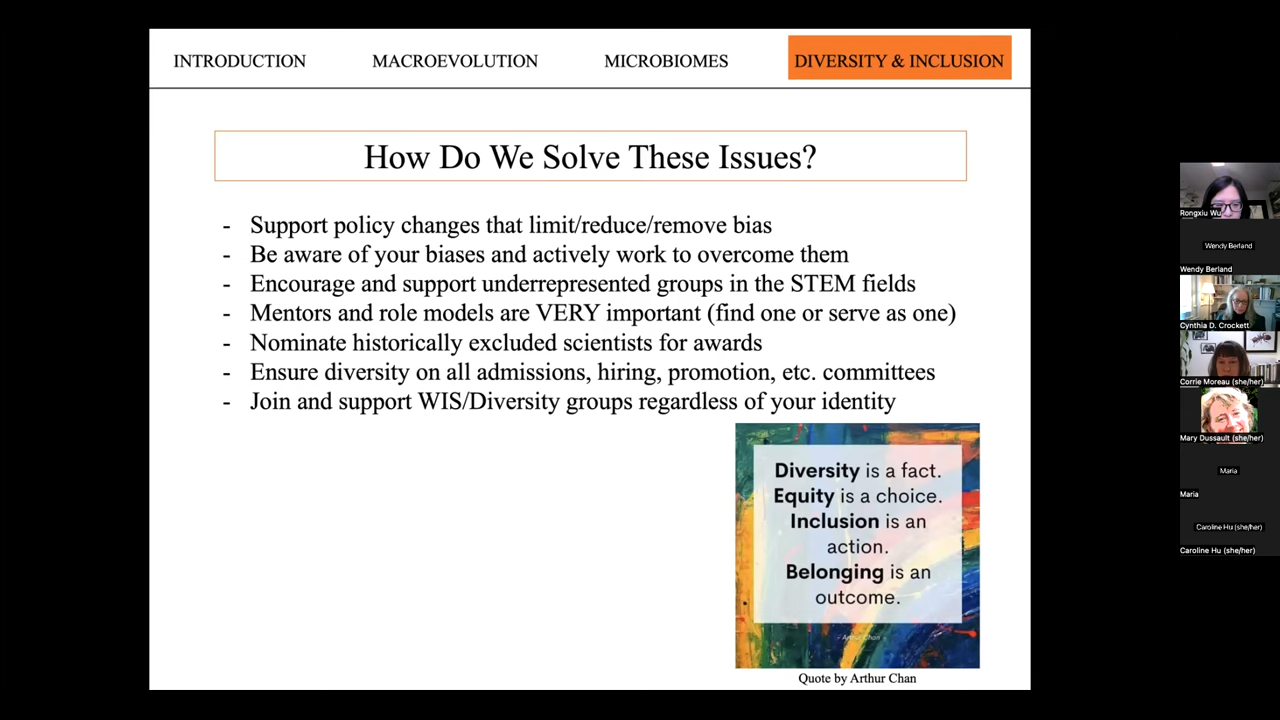 INTRODUCTION
MACROEVOLUTION
MICROBIOMES
DIVERSITY & INCLUSION
How Do We Solve These Issues?
- Support policy changes that limit/reduce/remove bias
- Be aware of your biases and actively work to overcome them
- Encourage and support underrepresented groups in the STEM fields
- Mentors and role models are VERY important (find one or serve as one)
- Nominate historically excluded scientists for awards
- Ensure diversity on all admissions, hiring, promotion, etc. committees
- Join and support WIS/Diversity groups regardless of your identity
Diversity is a fact.
Equity is a choice.
Inclusion is an
action.
Belonging is an
outcome.
- Arthur Chan
Quote by Arthur Chan
Rongxiu Wu
Wendy Berland
Wendy Berland
Cynthia D. Crockett
Corrie Moreau (she/her)
Mary Dussault (she/her)
Maria
Maria
Caroline Hu (she/her)
Caroline Hu (she/her)